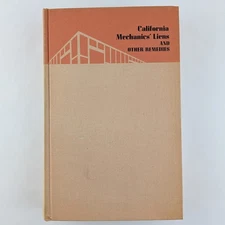 California
Mechanics' Liens
AND
OTHER REMEDIES